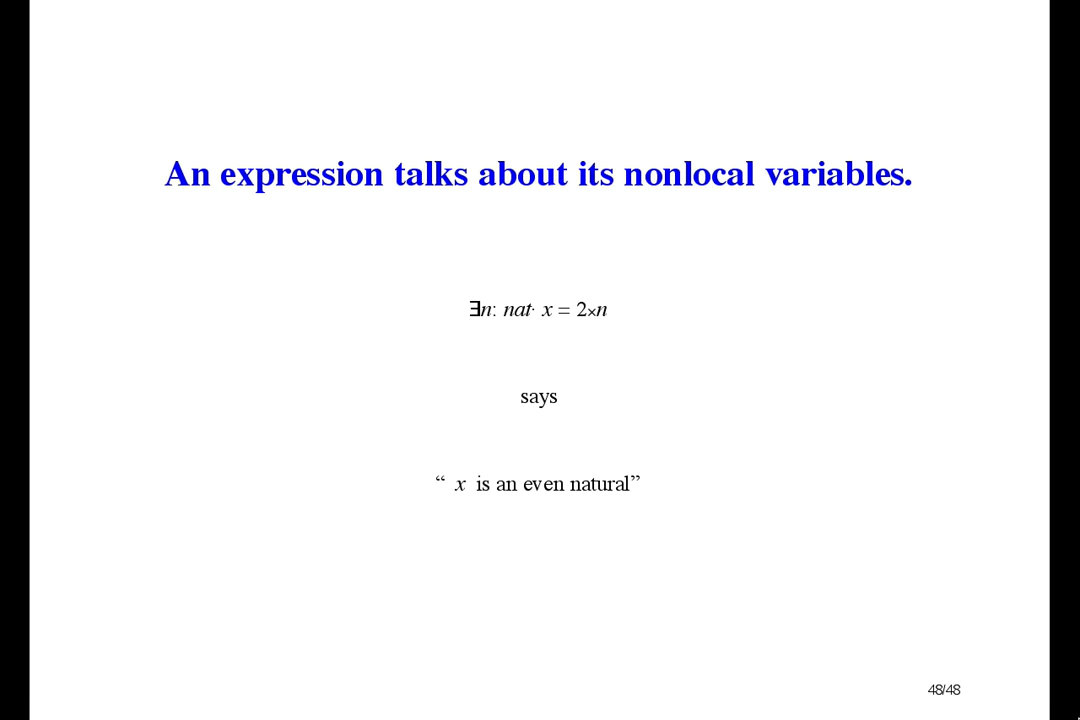 An expression talks about its nonlocal variables.
∃n: nat· x = 2×n
says
“ x is an even natural”
48/48